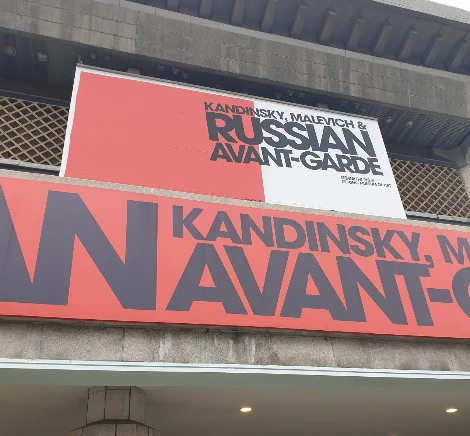 KANDINSKY, MALEVICH &
RUSSIAN
AVANT-GARDE
AN
KANDINSKY, M
AVANT-G